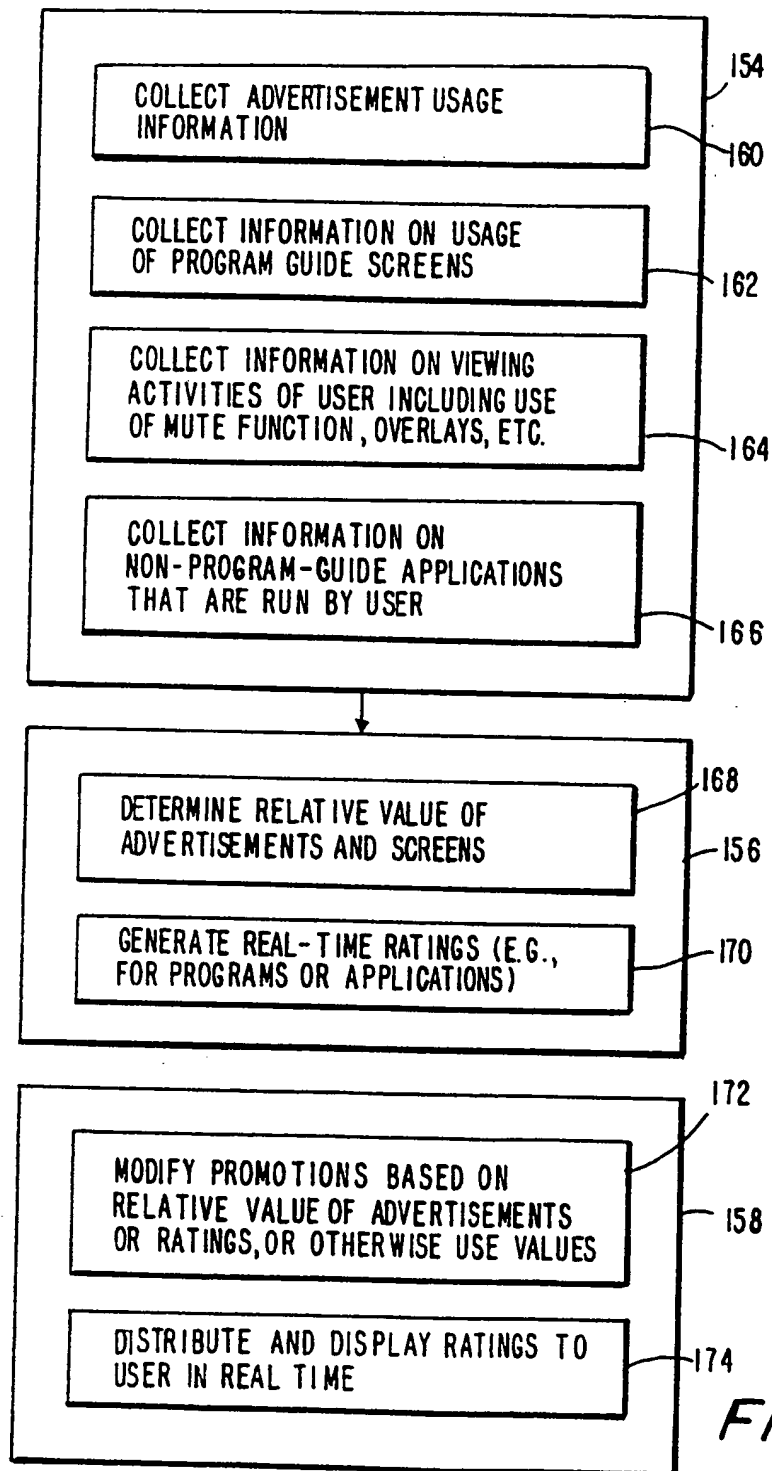 154
COLLECT ADVERTISEMENT USAGE
INFORMATION
160
COLLECT INFORMATION ON USAGE
OF PROGRAM GUIDE SCREENS
162
COLLECT INFORMATION ON VIEWING
ACTIVITIES OF USER INCLUDING USE
OF MUTE FUNCTION, OVERLAYS, ETC.
164
COLLECT INFORMATION ON
NON-PROGRAM-GUIDE APPLICATIONS
THAT ARE RUN BY USER
166
168
DETERMINE RELATIVE VALUE OF
ADVERTISEMENTS AND SCREENS
156
GENERATE REAL-TIME RATINGS (E.G.,
FOR PROGRAMS OR APPLICATIONS)
170
172
MODIFY PROMOTIONS BASED ON
RELATIVE VALUE OF ADVERTISEMENTS
OR RATINGS, OR OTHERWISE USE VALUES
158
DISTRIBUTE AND DISPLAY RATINGS TO
USER IN REAL TIME
174